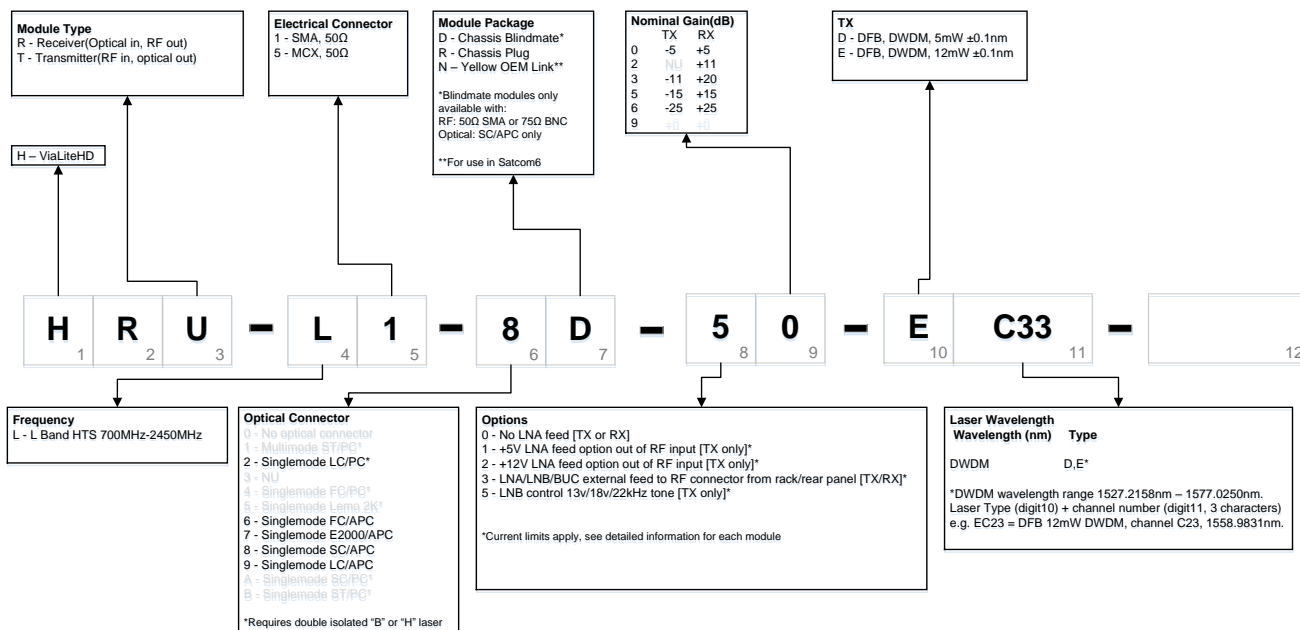 Module Type
R - Receiver(Optical in, RF out)
T - Transmitter(RF in, optical out)
Electrical Connector
1 - SMA, 50Ω
5 - MCX, 50Ω
Module Package
D - Chassis Blindmate*
R - Chassis Plug
N – Yellow OEM Link**
*Blindmate modules only
available with:
RF: 50Ω SMA or 75Ω BNC
Optical: SC/APC only
**For use in Satcom6
Nominal Gain(dB)
TX RX
0 -5 +5
2 NU +11
3 -11 +20
5 -15 +15
6 -25 +25
9 +0 +0
TX
D - DFB, DWDM, 5mW ±0.1nm
E - DFB, DWDM, 12mW ±0.1nm
H – ViaLiteHD
H R U – L 1 – 8 D – 5 0 – E C33 –
1 2 3 4 5 6 7 8 9 10 11 12
Frequency
L - L Band HTS 700MHz-2450MHz
Optical Connector
0 - No optical connector
1 - Multimode ST/PC¹
2 - Singlemode LC/PC*
3 - NU
4 - Singlemode FC/PC¹
5 - Singlemode Lemo 2K¹
6 - Singlemode FC/APC
7 - Singlemode E2000/APC
8 - Singlemode SC/APC
9 - Singlemode LC/APC
A - Singlemode SC/PC¹
B - Singlemode ST/PC¹
*Requires double isolated “B” or “H” laser
Options
0 - No LNA feed [TX or RX]
1 - +5V LNA feed option out of RF input [TX only]*
2 - +12V LNA feed option out of RF input [TX only]*
3 - LNA/LNB/BUC external feed to RF connector from rack/rear panel [TX/RX]*
5 - LNB control 13v/18v/22kHz tone [TX only]*
*Current limits apply, see detailed information for each module
Laser Wavelength
Wavelength (nm) Type
DWDM D,E*
*DWDM wavelength range 1527.2158nm – 1577.0250nm.
Laser Type (digit10) + channel number (digit11, 3 characters)
e.g. EC23 = DFB 12mW DWDM, channel C23, 1558.9831nm.